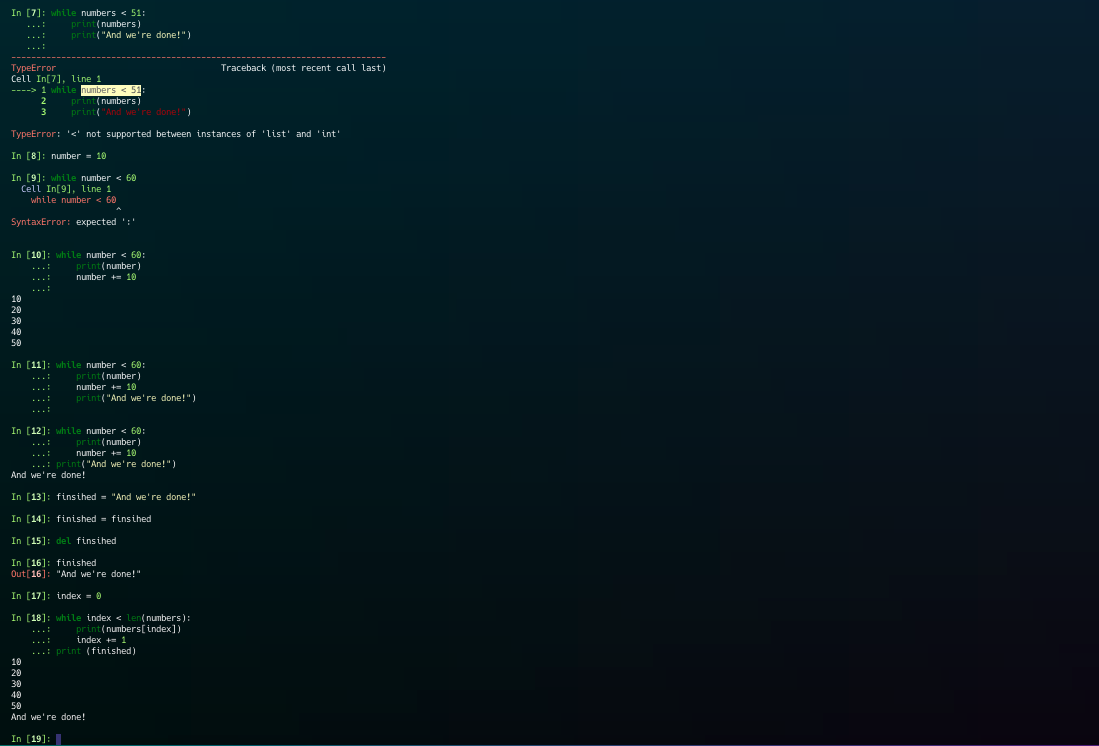 In [7]: while numbers < 51:
   ...:     print(numbers)
   ...:     print("And we're done!")
   ...:
---------------------------------------------------------------------------
TypeError                                 Traceback (most recent call last)
Cell In[7], line 1
----> 1 while numbers < 51:
      2     print(numbers)
      3     print("And we're done!")

TypeError: '<' not supported between instances of 'list' and 'int'

In [8]: number = 10

In [9]: while number < 60
  Cell In[9], line 1
    while number < 60
                     ^
SyntaxError: expected ':'


In [10]: while number < 60:
    ...:     print(number)
    ...:     number += 10
    ...:
10
20
30
40
50

In [11]: while number < 60:
    ...:     print(number)
    ...:     number += 10
    ...:     print("And we're done!")
    ...:

In [12]: while number < 60:
    ...:     print(number)
    ...:     number += 10
    ...: print("And we're done!")
And we're done!

In [13]: finsihed = "And we're done!"

In [14]: finished = finsihed

In [15]: del finsihed

In [16]: finished
Out[16]: "And we're done!"

In [17]: index = 0

In [18]: while index < len(numbers):
    ...:     print(numbers[index])
    ...:     index += 1
    ...: print (finished)
10
20
30
40
50
And we're done!

In [19]: